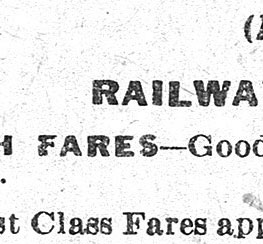 (
RAILWA
H FARES—Good
.
st Class Fares app